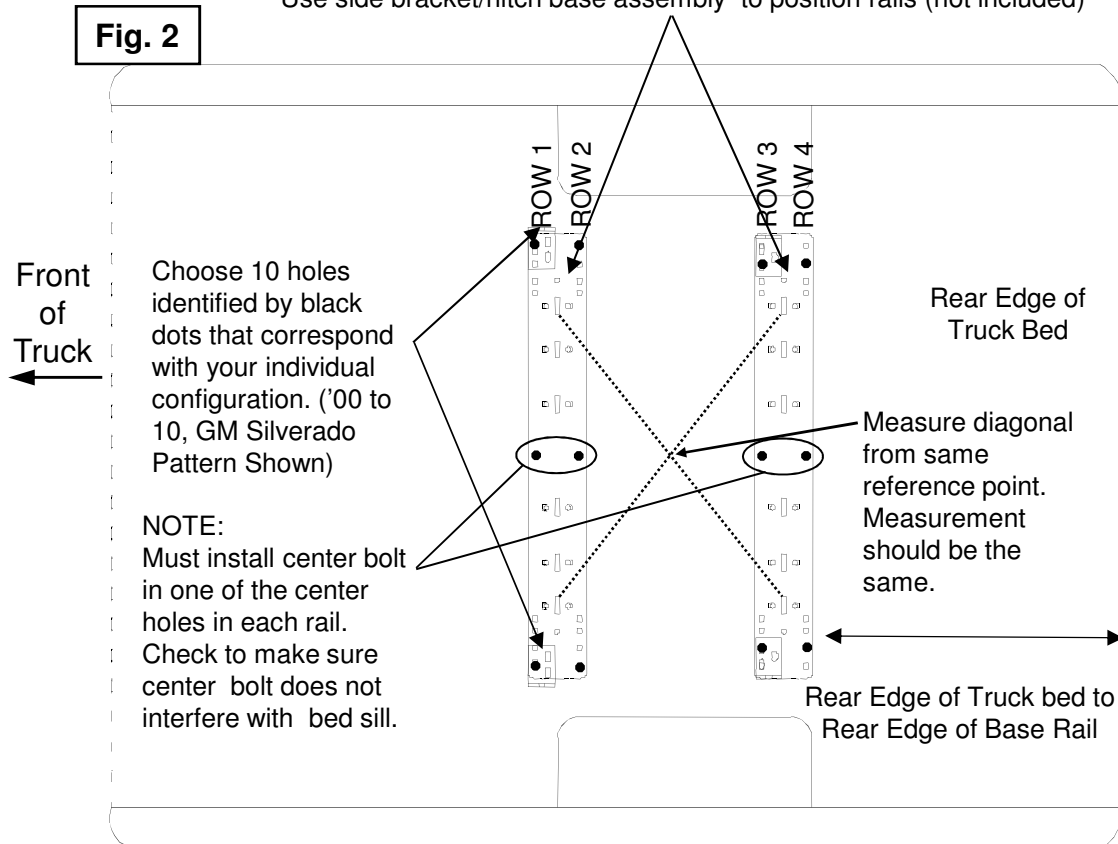 Use side bracket/hitch base assembly to position rails (not included)
Fig. 2
ROW 1
ROW 2
ROW 3
ROW 4
Front
of
Truck
Choose 10 holes
identified by black
dots that correspond
with your individual
configuration. ('00 to
10, GM Silverado
Pattern Shown)
NOTE:
Must install center bolt
in one of the center
holes in each rail.
Check to make sure
center bolt does not
interfere with bed sill.
Rear Edge of
Truck Bed
Measure diagonal
from same
reference point.
Measurement
should be the
same.
Rear Edge of Truck bed to
Rear Edge of Base Rail